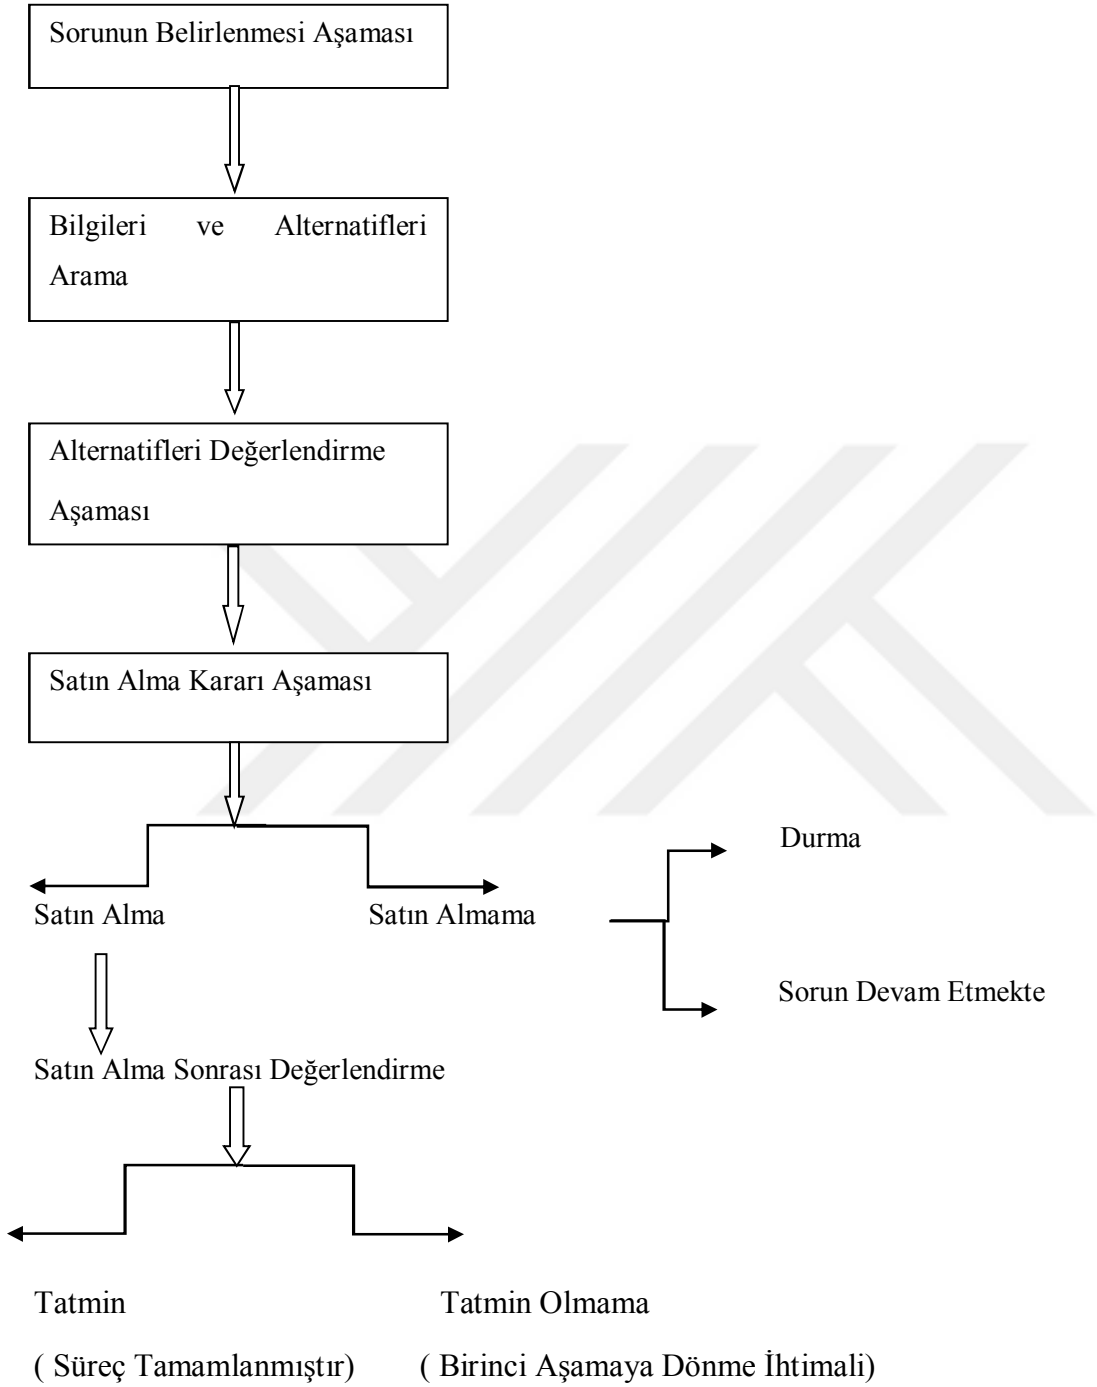 Sorunun Belirlenmesi Aşaması
Bilgileri ve Alternatifleri
Arama
Alternatifleri Değerlendirme
Aşaması
Satın Alma Kararı Aşaması
Durma
Satın Alma
Satın Almama
Sorun Devam Etmekte
Satın Alma Sonrası Değerlendirme
Tatmin
Tatmin Olmama
( Süreç Tamamlanmıştır)
( Birinci Aşamaya Dönme İhtimali)